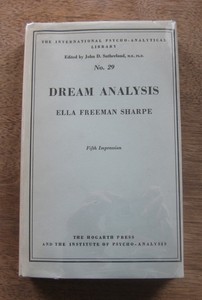 THE INTERNATIONAL PSYCHO-ANALYTICAL
LIBRARY
Edited by John D. Sutherland,
No. 29
DREAM ANALYSIS
ELLA FREEMAN SHARPE
Fifth Impression
THE HOGARTH PRESS
AND THE INSTITUTE OF PSYCHO-ANALYSIS